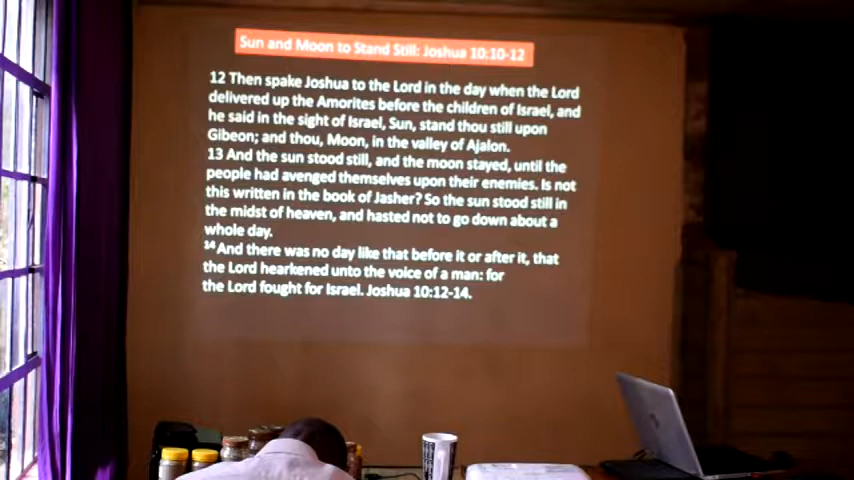 Sun and Moon to Stand Still: Joshua 10:10-12
12 Then spake Joshua to the Lord in the day when the Lord
delivered up the Amorites before the children of Israel, and
he said in the sight of Israel, Sun, stand thou still upon
Gibeon; and thou, Moon, in the valley of Ajalon.
13 And the sun stood still, and the moon stayed, until the
people had avenged themselves upon their enemies. Is not
this written in the book of Jasher? So the sun stood still in
the midst of heaven, and hasted not to go down about a
whole day.
14 And there was no day like that before it or after it, that
the Lord hearkened unto the voice of a man: for
the Lord fought for Israel. Joshua 10:12-14.